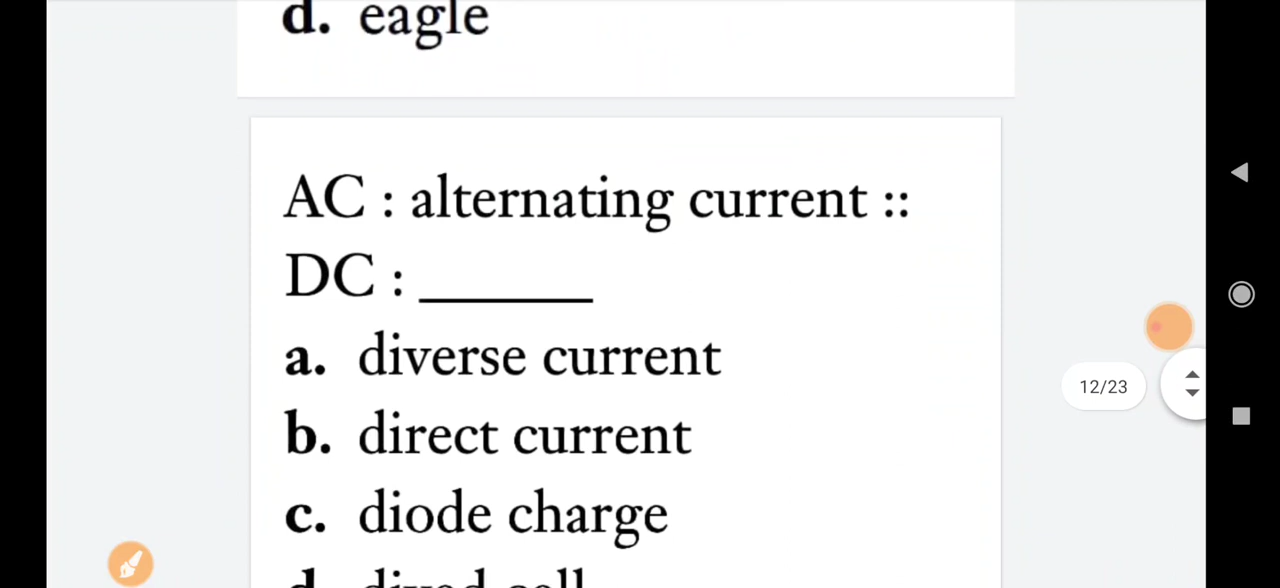 d. eagle
AC : alternating current ::
DC : ______
a. diverse current
b. direct current
12/23
c. diode charge